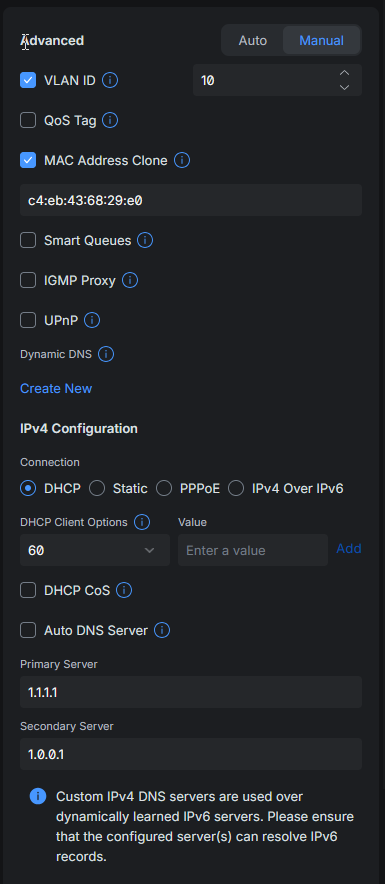 Advanced Auto Manual
VLAN ID 10
QoS Tag
MAC Address Clone
c4:eb:43:68:29:e0
Smart Queues
IGMP Proxy
UPnP
Dynamic DNS
Create New
IPv4 Configuration
Connection
DHCP Static PPPoE IPv4 Over IPv6
DHCP Client Options Value
60 Enter a value Add
DHCP CoS
Auto DNS Server
Primary Server
1.1.1.1
Secondary Server
1.0.0.1
Custom IPv4 DNS servers are used over
dynamically learned IPv6 servers. Please ensure
that the configured server(s) can resolve IPv6
records.